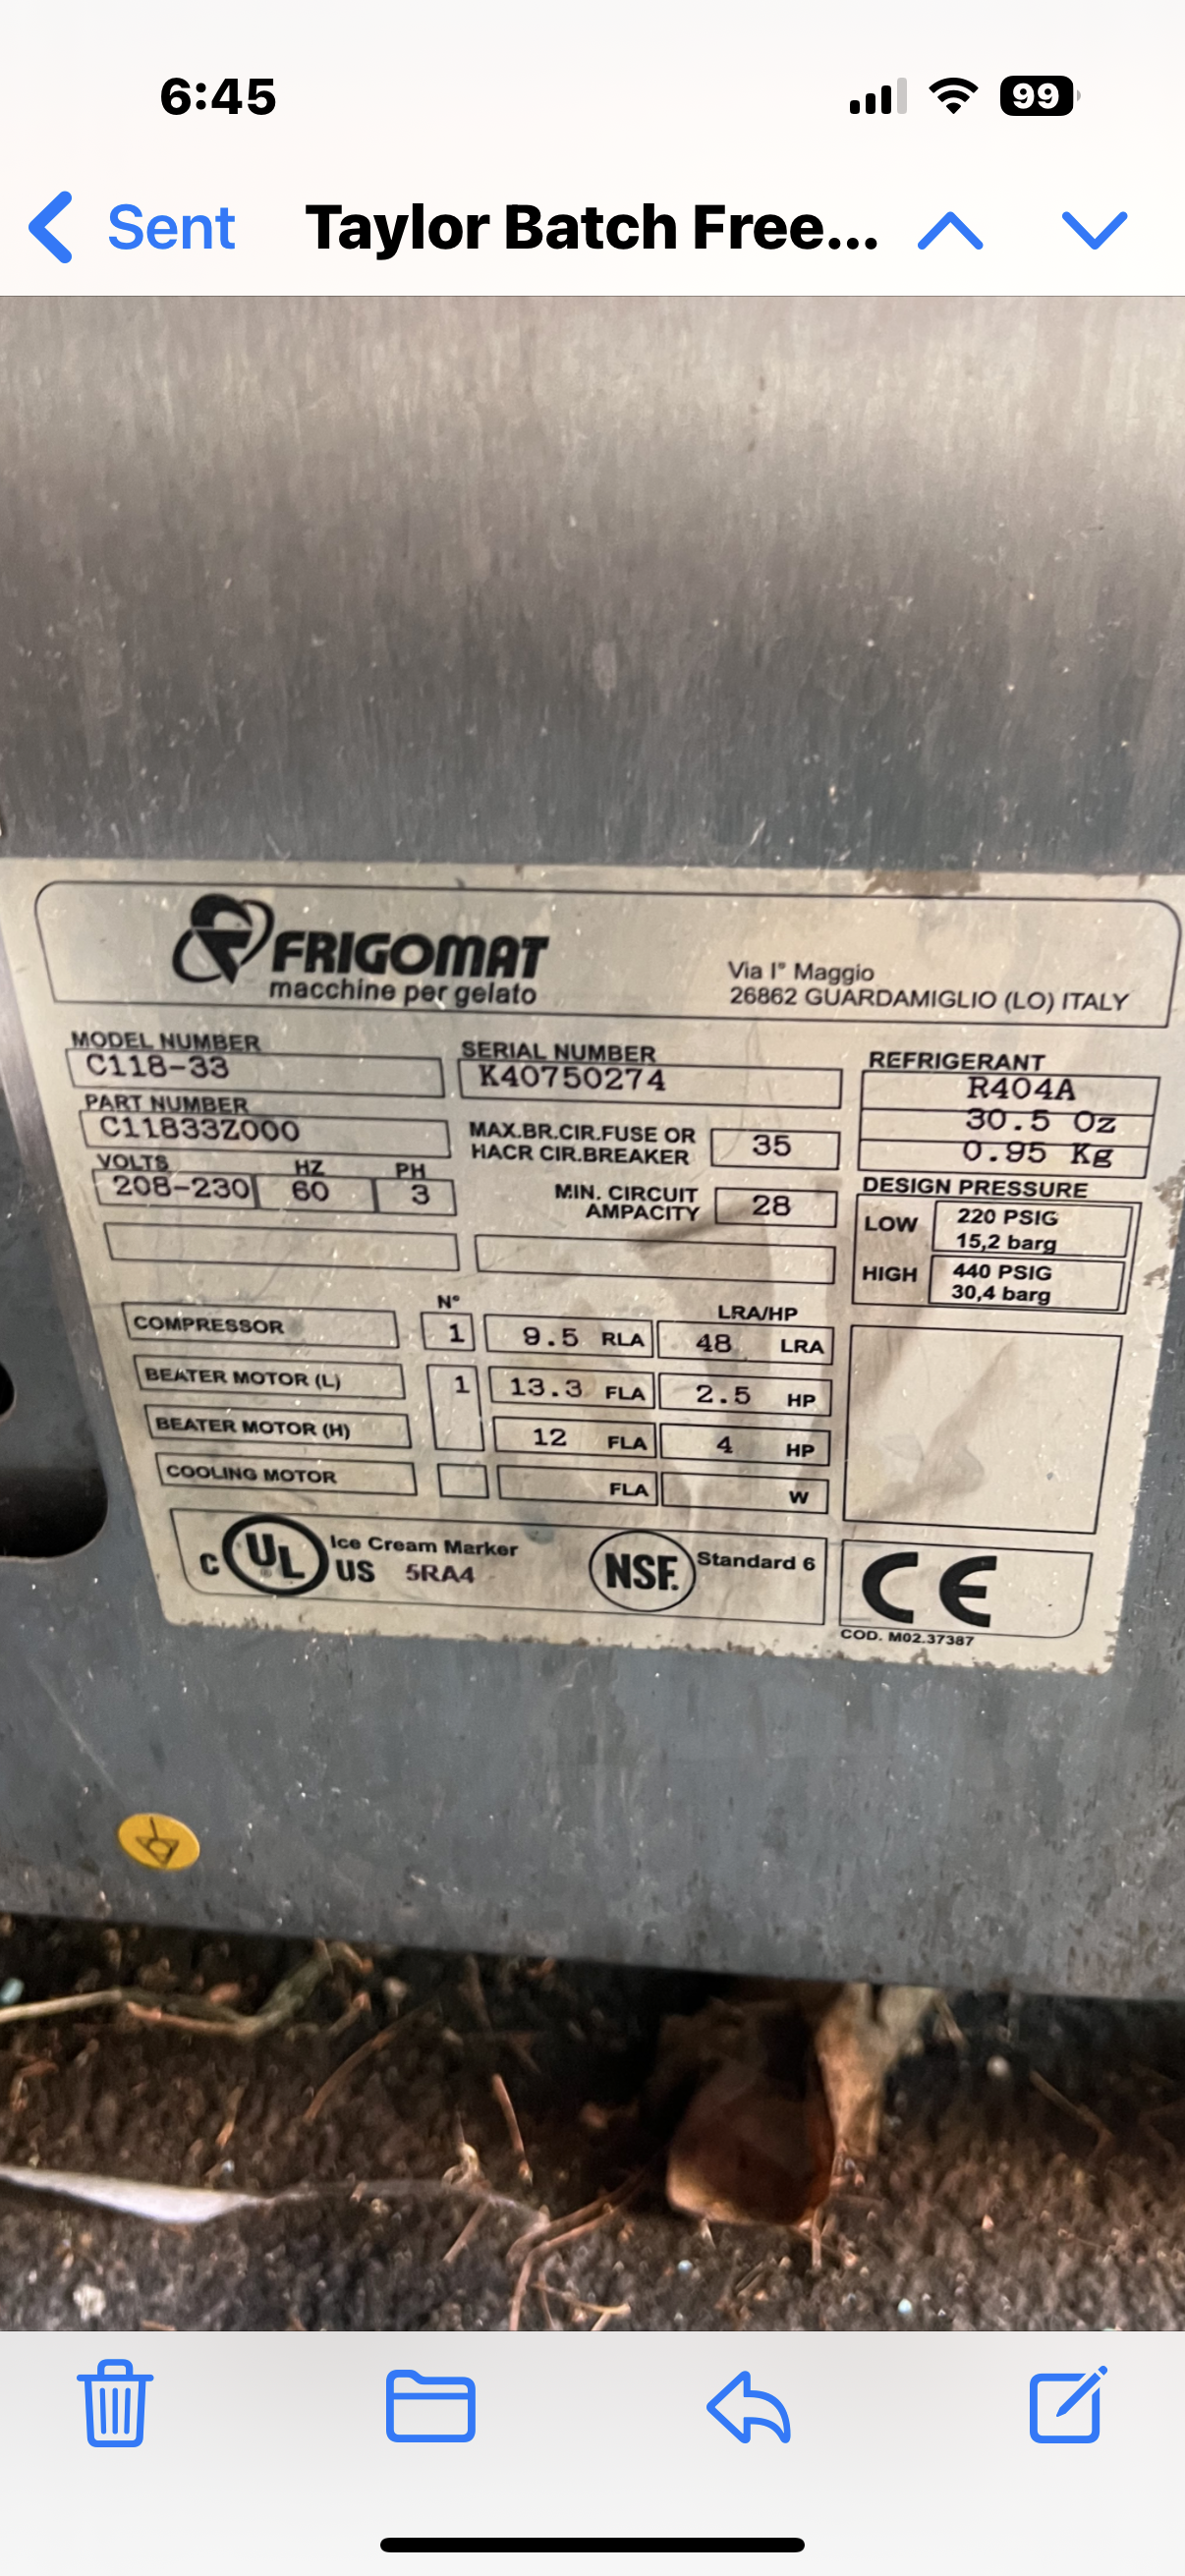 6:45
99
Sent
Taylor Batch Free...
FRIGOMAT
macchine per gelato
Via I° Maggio
26862 GUARDAMIGLIO (LO) ITALY
MODEL NUMBER
C118-33
SERIAL NUMBER
K40750274
REFRIGERANT
R404A
30.5 Oz
0.95 Kg
PART NUMBER
C11833Z000
MAX.BR.CIR.FUSE OR
HACR CIR.BREAKER
35
VOLTS HZ PH
208-230 60 3
MIN. CIRCUIT
AMPACITY
28
DESIGN PRESSURE
LOW 220 PSIG
15,2 barg
HIGH 440 PSIG
30,4 barg
N° LRA/HP
COMPRESSOR 1 9.5 RLA 48 LRA
BEATER MOTOR (L) 1 13.3 FLA 2.5 HP
BEATER MOTOR (H) 12 FLA 4 HP
COOLING MOTOR FLA W
C UL US
Ice Cream Marker
5RA4
NSF.
Standard 6
CE
COD. M02.37387